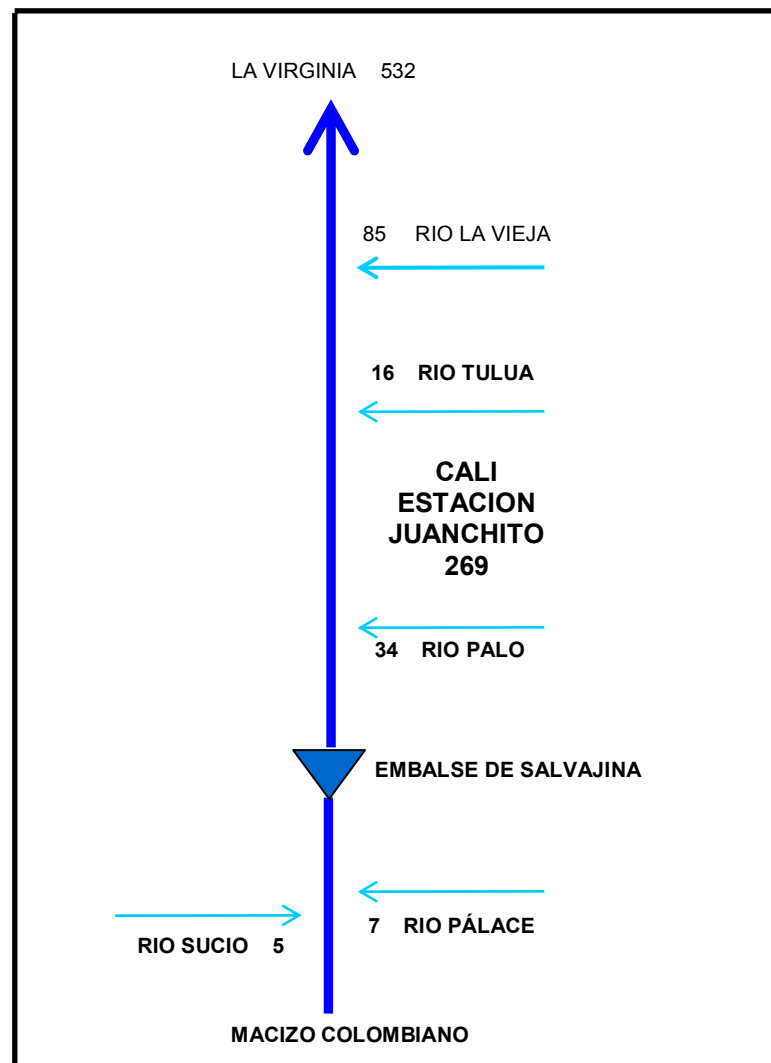 LA VIRGINIA 532
85 RIO LA VIEJA
16 RIO TULUA
CALI
ESTACION
JUANCHITO
269
34 RIO PALO
EMBALSE DE SALVAJINA
7 RIO PÁLACE
RIO SUCIO 5
MACIZO COLOMBIANO